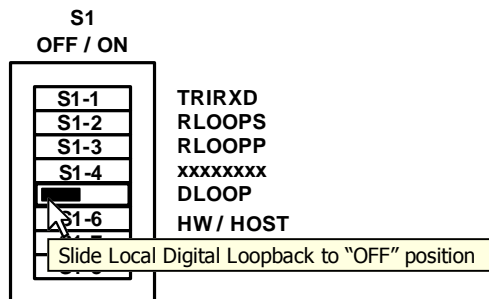 S1
OFF / ON
S1-1 TRIRXD
S1-2 RLOOPS
S1-3 RLOOPP
S1-4 xxxxxxxx
DLOOP
S1-6 HW / HOST
Slide Local Digital Loopback to “OFF” position